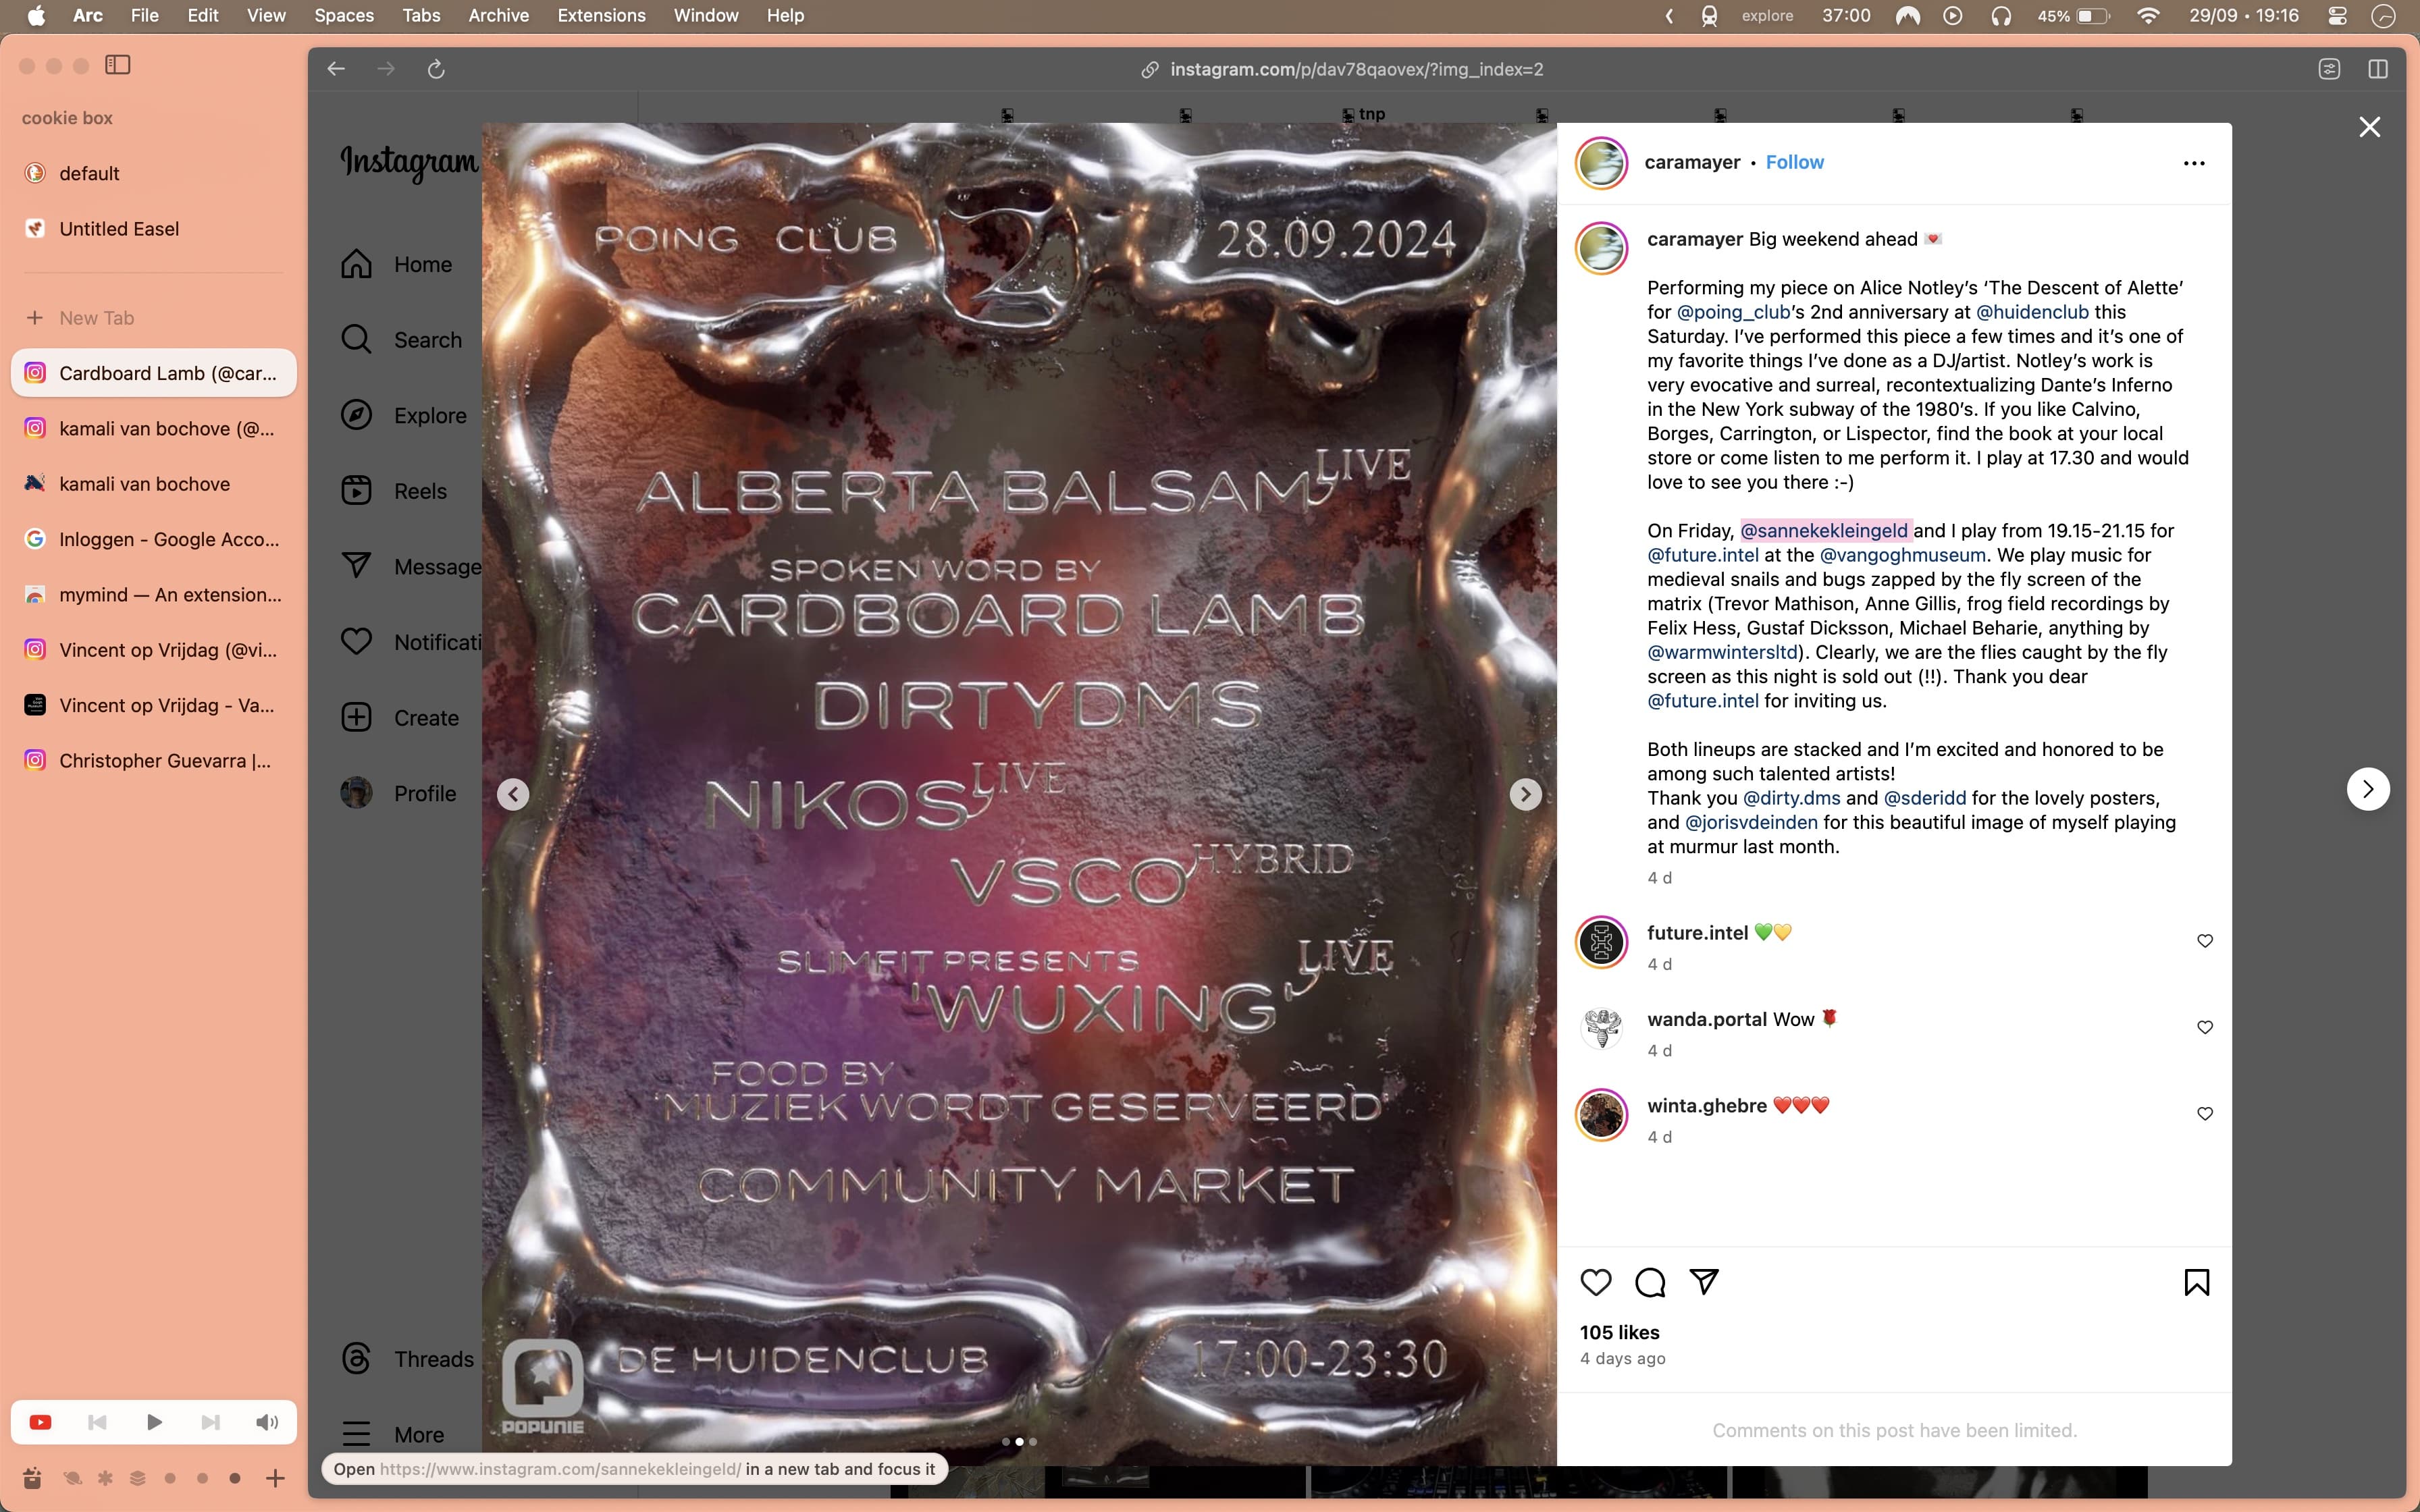 Arc File Edit View Spaces Tabs Archive Extensions Window Help
explore 37:00 45% 29/09 • 19:16
cookie box
default
Untitled Easel
New Tab
Cardboard Lamb (@car...
kamali van bochove (@...
kamali van bochove
Inloggen - Google Acco...
mymind — An extension...
Vincent op Vrijdag (@vi...
Vincent op Vrijdag - Va...
Christopher Guevarra |...
instagram.com/p/dav78qaovex/?img_index=2
tnp
Instagram
Home
Search
Explore
Reels
Message
Notificati
Create
Profile
Threads
More
Open https://www.instagram.com/sannekekleingeld/ in a new tab and focus it
POING CLUB 2 28.09.2024
ALBERTA BALSAM LIVE
SPOKEN WORD BY
CARDBOARD LAMB
DIRTYDMS
NIKOS LIVE
VSCO HYBRID
SLIMFIT PRESENTS
'WUXING' LIVE
FOOD BY
'MUZIEK WORDT GESERVEERD'
COMMUNITY MARKET
DE HUIDENCLUB 17:00-23:30
POPUNIE
caramayer • Follow
caramayer Big weekend ahead 💌
Performing my piece on Alice Notley’s ‘The Descent of Alette’
for @poing_club’s 2nd anniversary at @huidenclub this
Saturday. I’ve performed this piece a few times and it’s one of
my favorite things I’ve done as a DJ/artist. Notley’s work is
very evocative and surreal, recontextualizing Dante’s Inferno
in the New York subway of the 1980’s. If you like Calvino,
Borges, Carrington, or Lispector, find the book at your local
store or come listen to me perform it. I play at 17.30 and would
love to see you there :-)
On Friday, @sannekekleingeld and I play from 19.15-21.15 for
@future.intel at the @vangoghmuseum. We play music for
medieval snails and bugs zapped by the fly screen of the
matrix (Trevor Mathison, Anne Gillis, frog field recordings by
Felix Hess, Gustaf Dicksson, Michael Beharie, anything by
@warmwintersltd). Clearly, we are the flies caught by the fly
screen as this night is sold out (!!). Thank you dear
@future.intel for inviting us.
Both lineups are stacked and I’m excited and honored to be
among such talented artists!
Thank you @dirty.dms and @sderidd for the lovely posters,
and @jorisvdeinden for this beautiful image of myself playing
at murmur last month.
4 d
future.intel 💚💛
4 d
wanda.portal Wow 🌹
4 d
winta.ghebre ❤️❤️❤️
4 d
105 likes
4 days ago
Comments on this post have been limited.